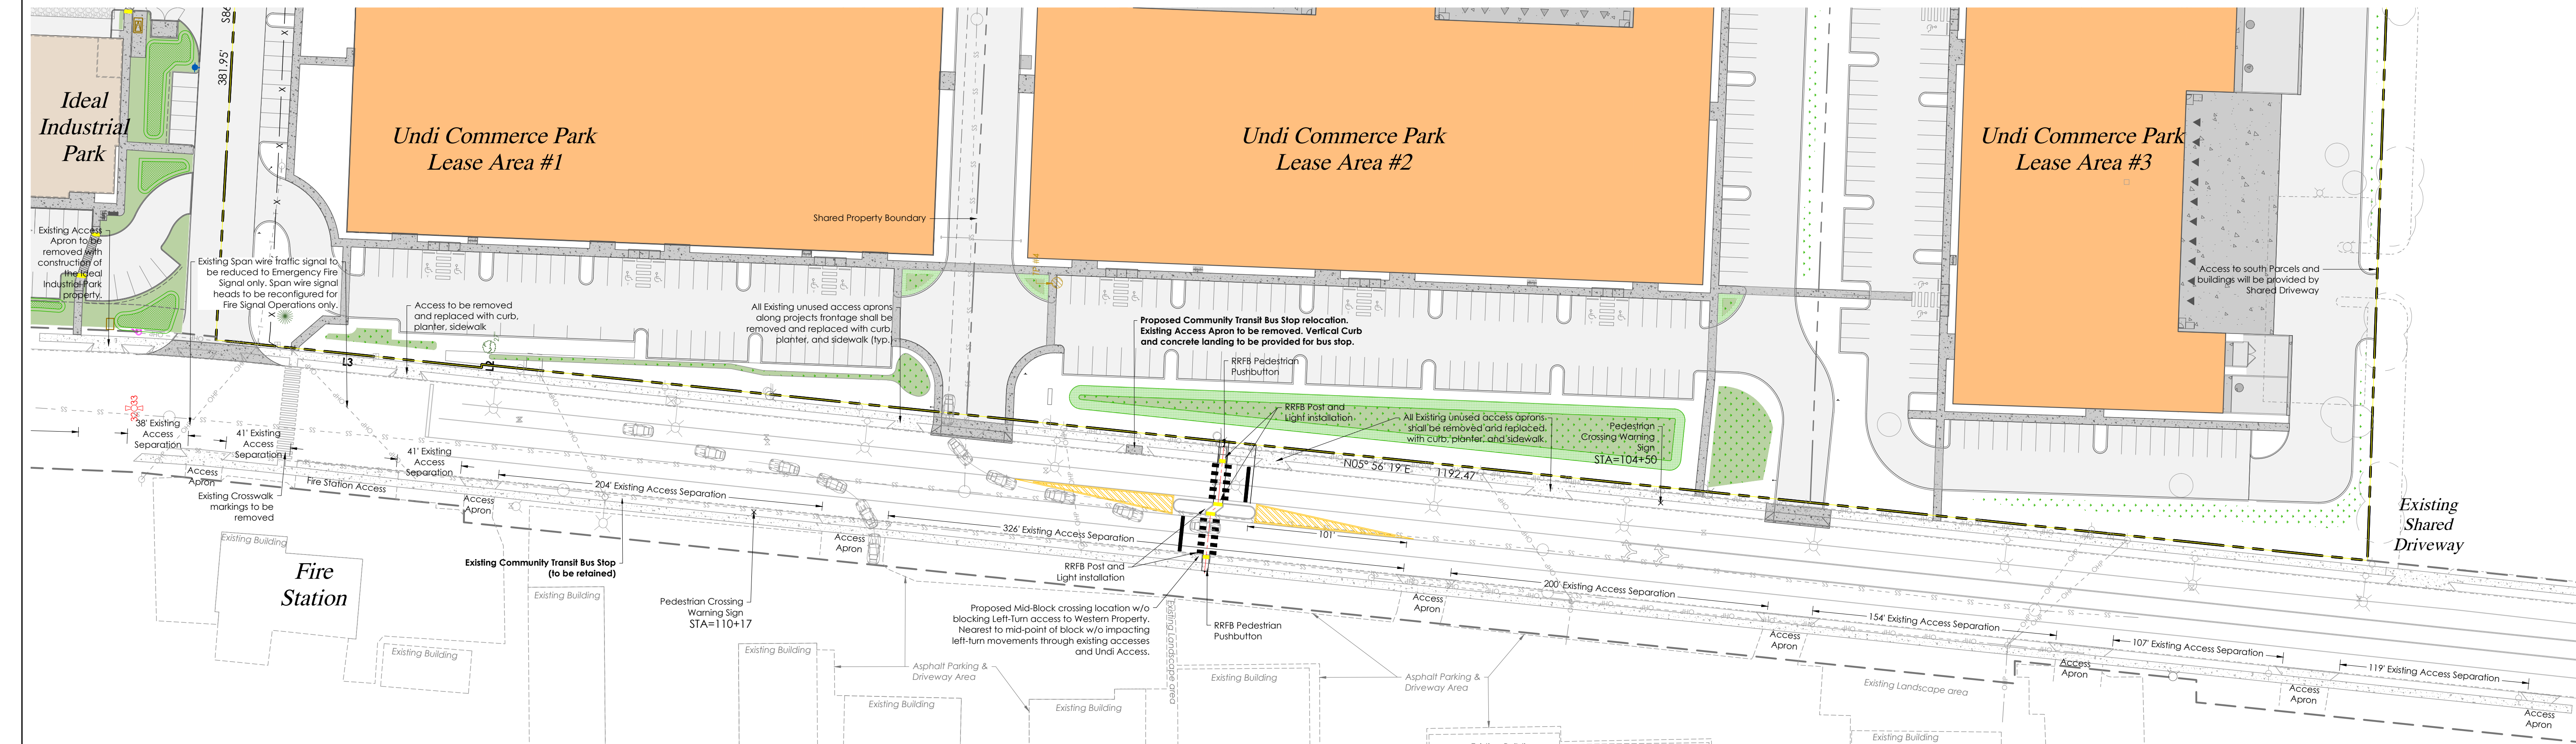 S86
381.95'
Ideal
Industrial
Park
Undi Commerce Park
Lease Area #1
Undi Commerce Park
Lease Area #2
Undi Commerce Park
Lease Area #3
Shared Property Boundary
Existing Access
Apron to be
removed with
construction of
the Ideal
Industrial Park
property.
Existing Span wire traffic signal to
be reduced to Emergency Fire
Signal only. Span wire signal
heads to be reconfigured for
Fire Signal Operations only.
Access to be removed
and replaced with curb,
planter, sidewalk
All Existing unused access aprons
along projects frontage shall be
removed and replaced with curb,
planter, and sidewalk (typ.)
Proposed Community Transit Bus Stop relocation.
Existing Access Apron to be removed. Vertical Curb
and concrete landing to be provided for bus stop.
RRFB Pedestrian
Pushbutton
RRFB Post and
Light installation
All Existing unused access aprons
shall be removed and replaced
with curb, planter, and sidewalk.
Pedestrian
Crossing Warning
Sign
STA=104+50
Access to south Parcels and
buildings will be provided by
Shared Driveway
L3
L2
N05° 56' 19"E
1192.47'
38' Existing
Access
Separation
41' Existing
Access
Separation
41' Existing
Access
Separation
Access
Apron
Fire Station Access
Access
Apron
204' Existing Access Separation
Existing Crosswalk
markings to be
removed
Existing Building
Fire
Station
Existing Building
Existing Community Transit Bus Stop
(to be retained)
Existing Building
Pedestrian Crossing
Warning Sign
STA=110+17
Existing Building
Access
Apron
326' Existing Access Separation
101'
RRFB Post and
Light installation
Proposed Mid-Block crossing location w/o
blocking Left-Turn access to Western Property.
Nearest to mid-point of block w/o impacting
left-turn movements through existing accesses
and Undi Access.
RRFB Pedestrian
Pushbutton
Existing Landscape area
Asphalt Parking &
Driveway Area
Existing Building
Existing Building
Existing Building
Asphalt Parking &
Driveway Area
Access
Apron
200' Existing Access Separation
Access
Apron
154' Existing Access Separation
Access
Apron
107' Existing Access Separation
Access
Apron
119' Existing Access Separation
Access
Apron
Existing Landscape area
Existing Building
Existing
Shared
Driveway